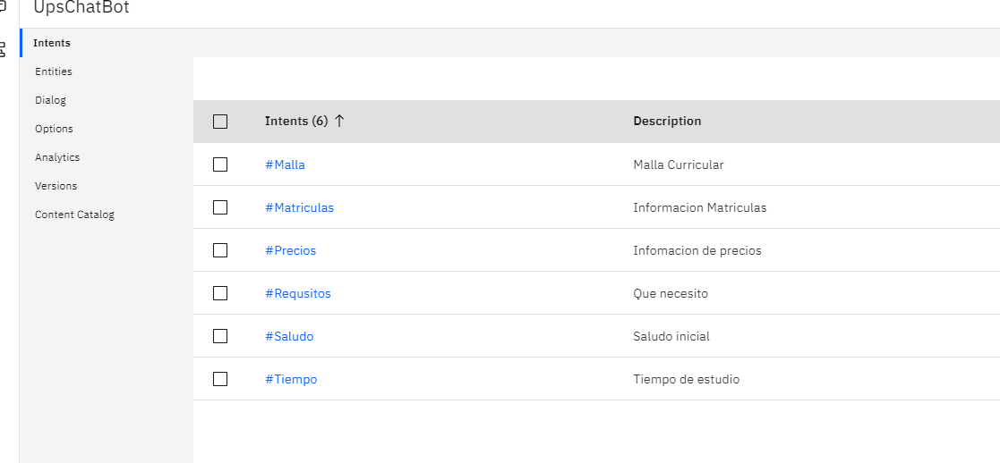 UpsChatBot
Intents
Entities
Dialog
Options
Analytics
Versions
Content Catalog
Intents (6) ↑ Description
#Malla Malla Curricular
#Matriculas Informacion Matriculas
#Precios Infomacion de precios
#Requsitos Que necesito
#Saludo Saludo inicial
#Tiempo Tiempo de estudio